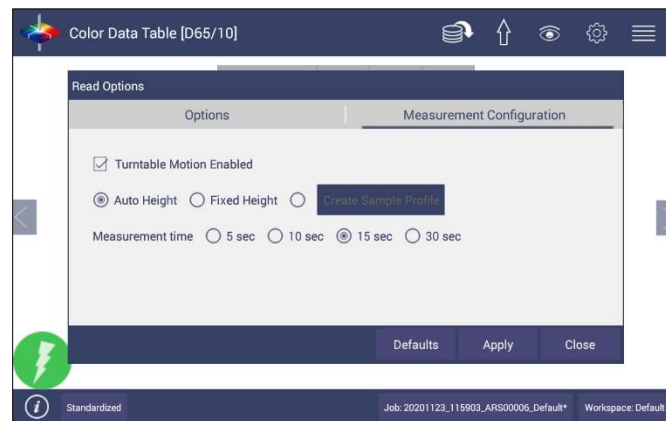 Color Data Table [D65/10]
Read Options
Options Measurement Configuration
Turntable Motion Enabled
Auto Height Fixed Height Create Sample Profile
Measurement time 5 sec 10 sec 15 sec 30 sec
Defaults Apply Close
i Standardized Job: 20201123_115903_ARS00006_Default* Workspace: Default